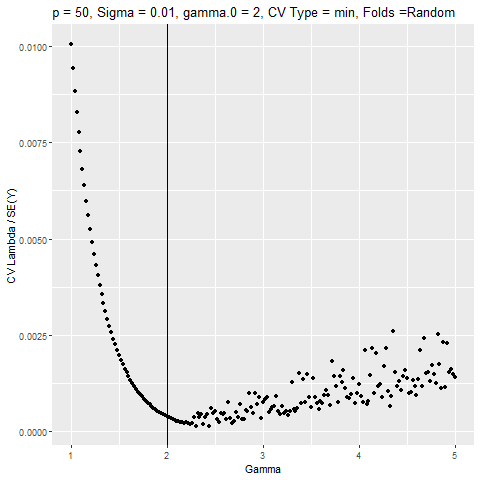 p = 50, Sigma = 0.01, gamma.0 = 2, CV Type = min, Folds =Random
0.0100
0.0075
0.0050
0.0025
0.0000
CV Lambda / SE(Y)
1 2 3 4 5
Gamma